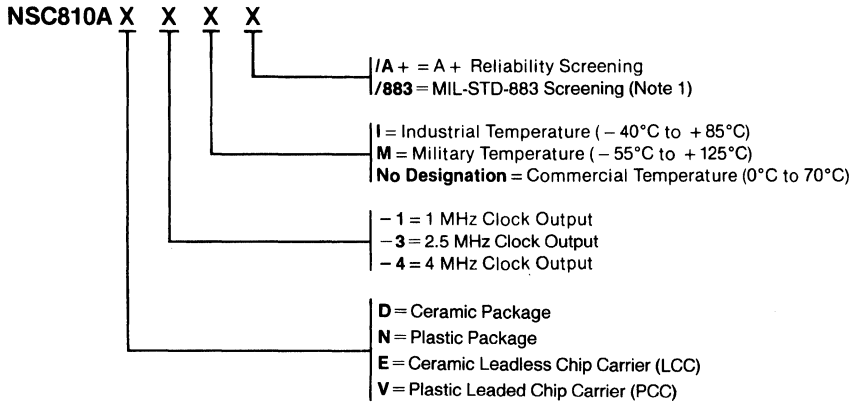 NSC810A X X X X
/A+ = A+ Reliability Screening
/883 = MIL-STD-883 Screening (Note 1)
I = Industrial Temperature (−40°C to +85°C)
M = Military Temperature (−55°C to +125°C)
No Designation = Commercial Temperature (0°C to 70°C)
−1 = 1 MHz Clock Output
−3 = 2.5 MHz Clock Output
−4 = 4 MHz Clock Output
D = Ceramic Package
N = Plastic Package
E = Ceramic Leadless Chip Carrier (LCC)
V = Plastic Leaded Chip Carrier (PCC)